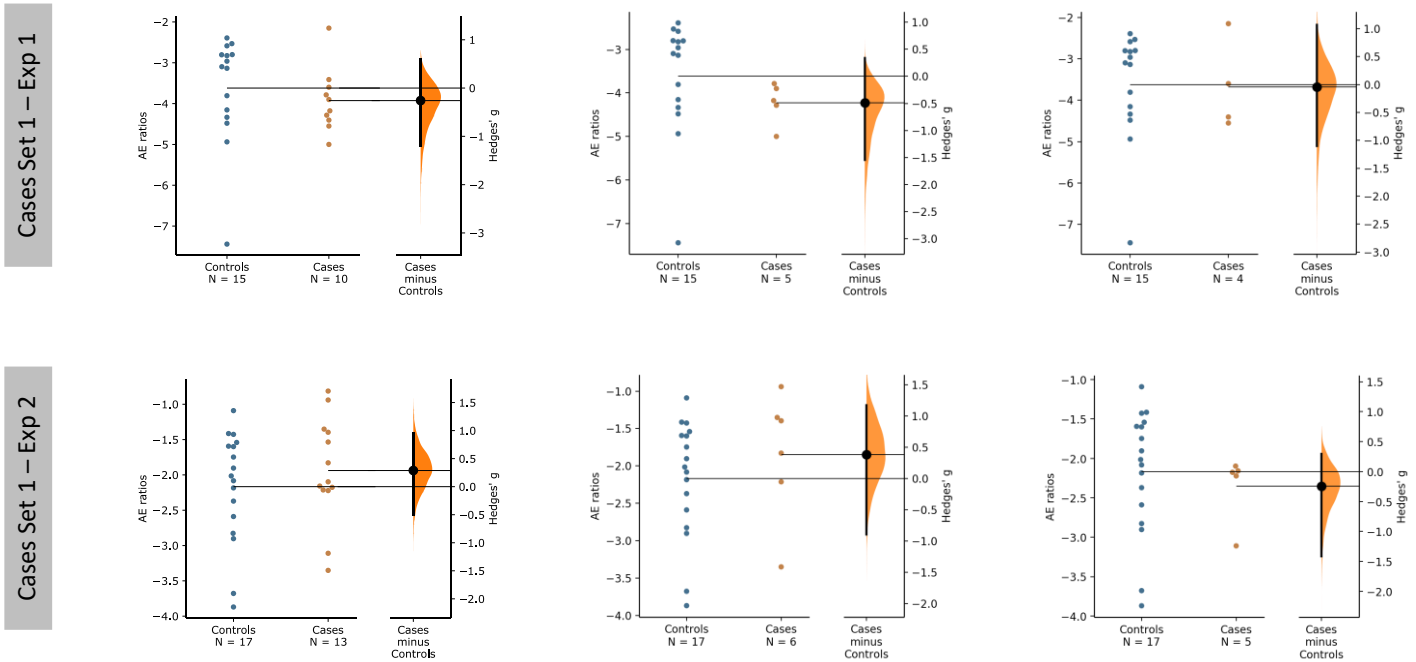 Cases Set 1 – Exp 1
AE ratios
−2
−3
−4
−5
−6
−7
Controls
N = 15
Cases
N = 10
Cases
minus
Controls
1
0
−1
−2
−3
Hedges' g
AE ratios
−3
−4
−5
−6
−7
Controls
N = 15
Cases
N = 5
Cases
minus
Controls
1.0
0.5
0.0
−0.5
−1.0
−1.5
−2.0
−2.5
−3.0
Hedges' g
AE ratios
−2
−3
−4
−5
−6
−7
Controls
N = 15
Cases
N = 4
Cases
minus
Controls
1.0
0.5
0.0
−0.5
−1.0
−1.5
−2.0
−2.5
−3.0
Hedges' g
Cases Set 1 – Exp 2
AE ratios
−1.0
−1.5
−2.0
−2.5
−3.0
−3.5
−4.0
Controls
N = 17
Cases
N = 13
Cases
minus
Controls
1.5
1.0
0.5
0.0
−0.5
−1.0
−1.5
−2.0
Hedges' g
AE ratios
−1.0
−1.5
−2.0
−2.5
−3.0
−3.5
−4.0
Controls
N = 17
Cases
N = 6
Cases
minus
Controls
1.5
1.0
0.5
0.0
−0.5
−1.0
−1.5
−2.0
Hedges' g
AE ratios
−1.0
−1.5
−2.0
−2.5
−3.0
−3.5
−4.0
Controls
N = 17
Cases
N = 5
Cases
minus
Controls
1.5
1.0
0.5
0.0
−0.5
−1.0
−1.5
−2.0
Hedges' g